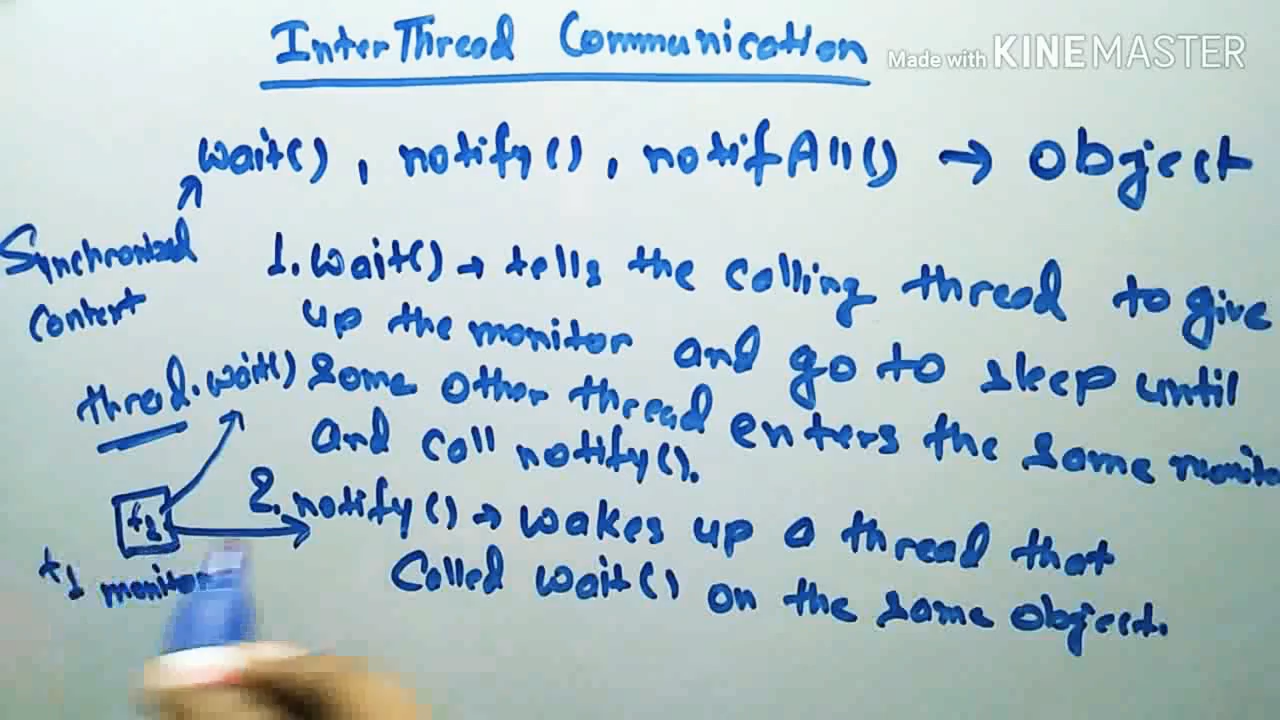 InterThread Communication
Made with KINEMASTER
wait(), notify(), notifAll() → Object
Synchronized
context
1. wait() → tells the calling thread to give
up the monitor and go to sleep until
thread.wait() some other thread enters the same monito
and call notify().
2. notify() → wakes up a thread that
called wait() on the same object.
t2
t1 monitor